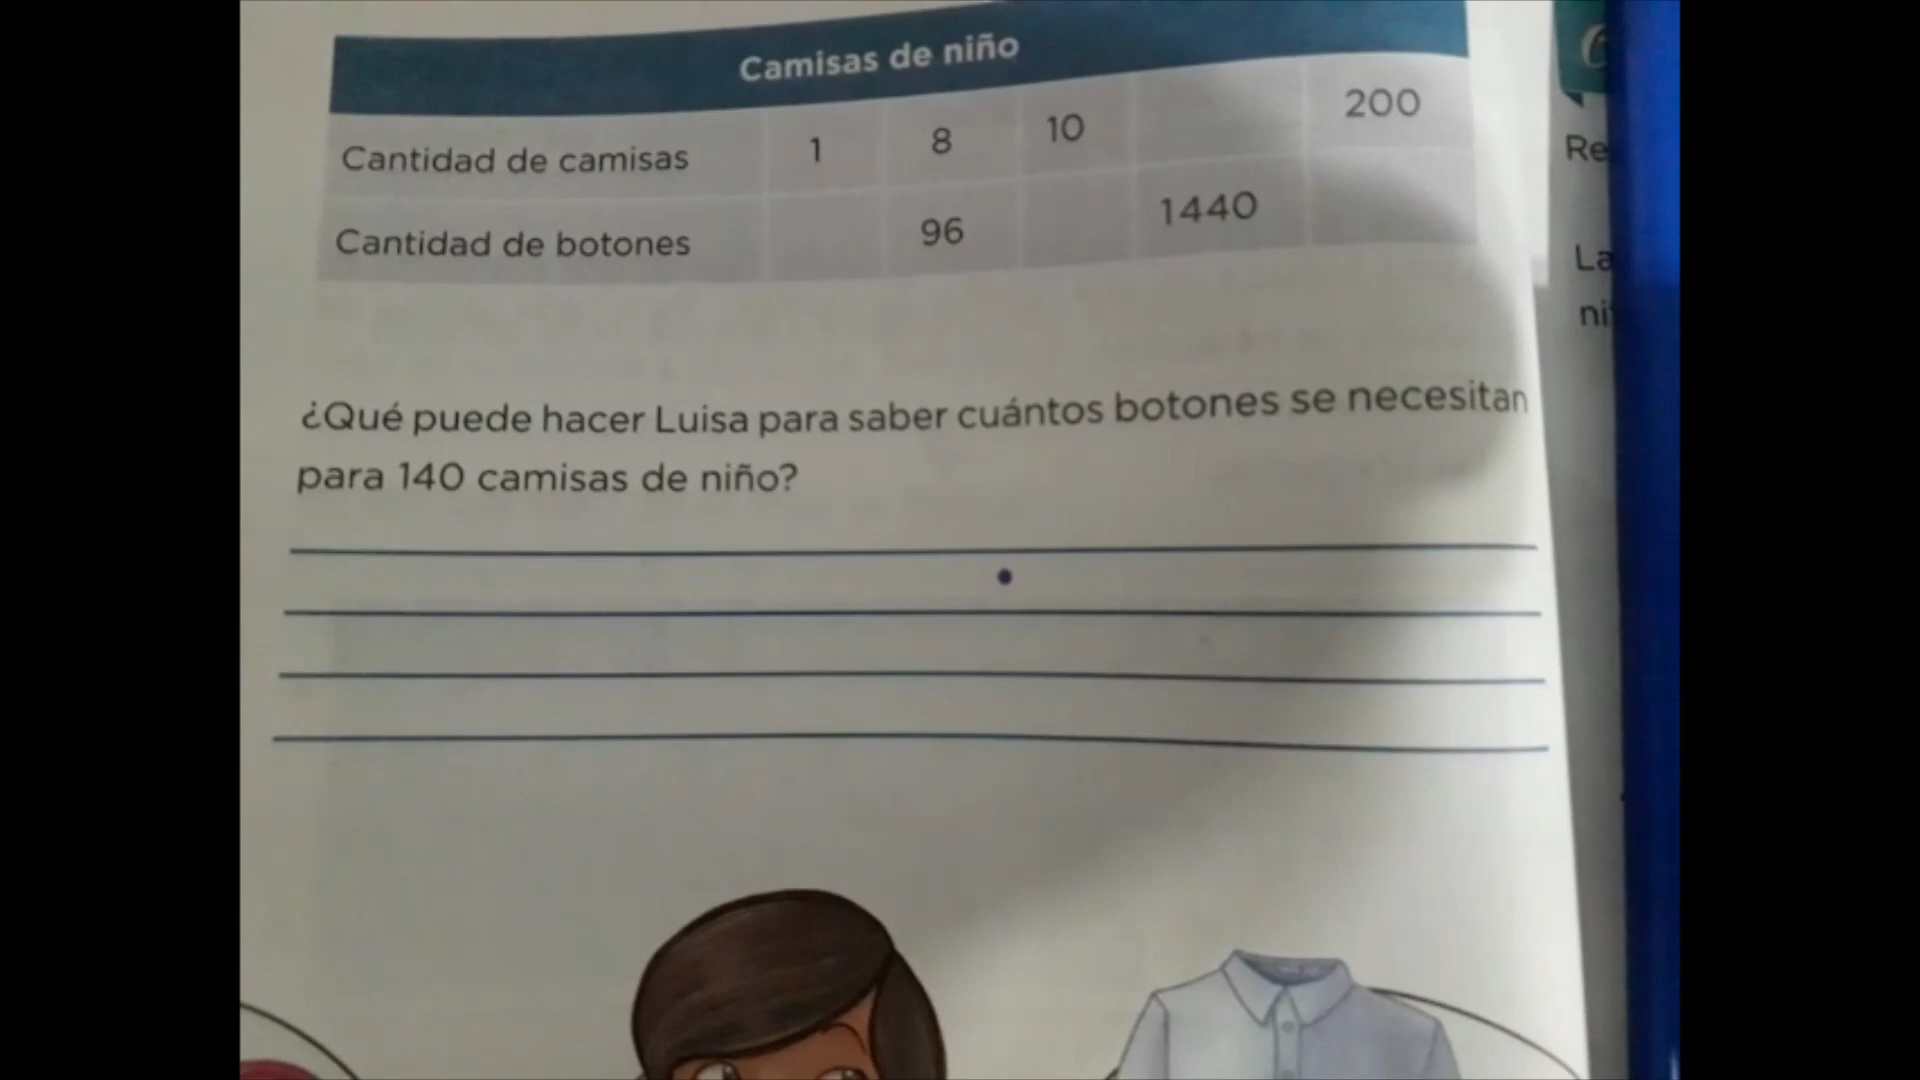 Camisas de niño
Cantidad de camisas 1 8 10 200
Cantidad de botones 96 1440
¿Qué puede hacer Luisa para saber cuántos botones se necesitan
para 140 camisas de niño?
Re
La